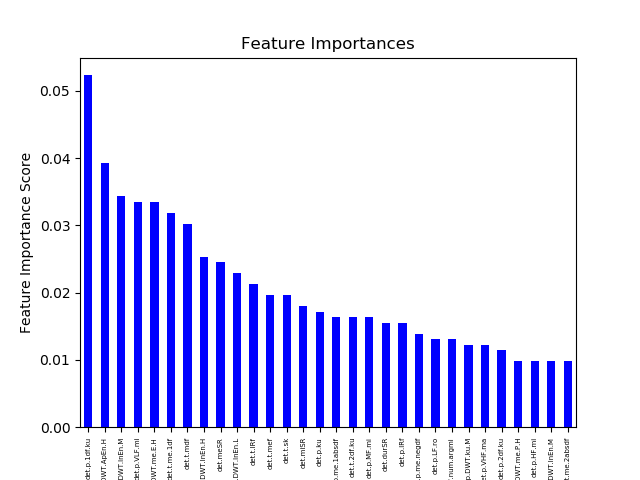 Feature Importances
Feature Importance Score
0.05
0.04
0.03
0.02
0.01
0.00
det.p.1df.ku
DWT.ApEn.H
DWT.InEn.M
det.p.VLF.mi
DWT.me.E.H
det.t.me.1df
det.t.mdf
DWT.InEn.H
det.meSR
.DWT.InEn.L
det.t.IRf
det.t.mef
det.t.sk
det.miSR
det.p.ku
.p.me.1absdf
det.t.2df.ku
det.p.MF.mi
det.durSR
det.p.IRf
.p.me.negdf
det.p.LF.ro
.num.argmi
p.DWT.ku.M
et.p.VHF.ma
det.p.2df.ku
DWT.me.P.H
det.p.HF.mi
DWT.InEn.M
t.me.2absdf